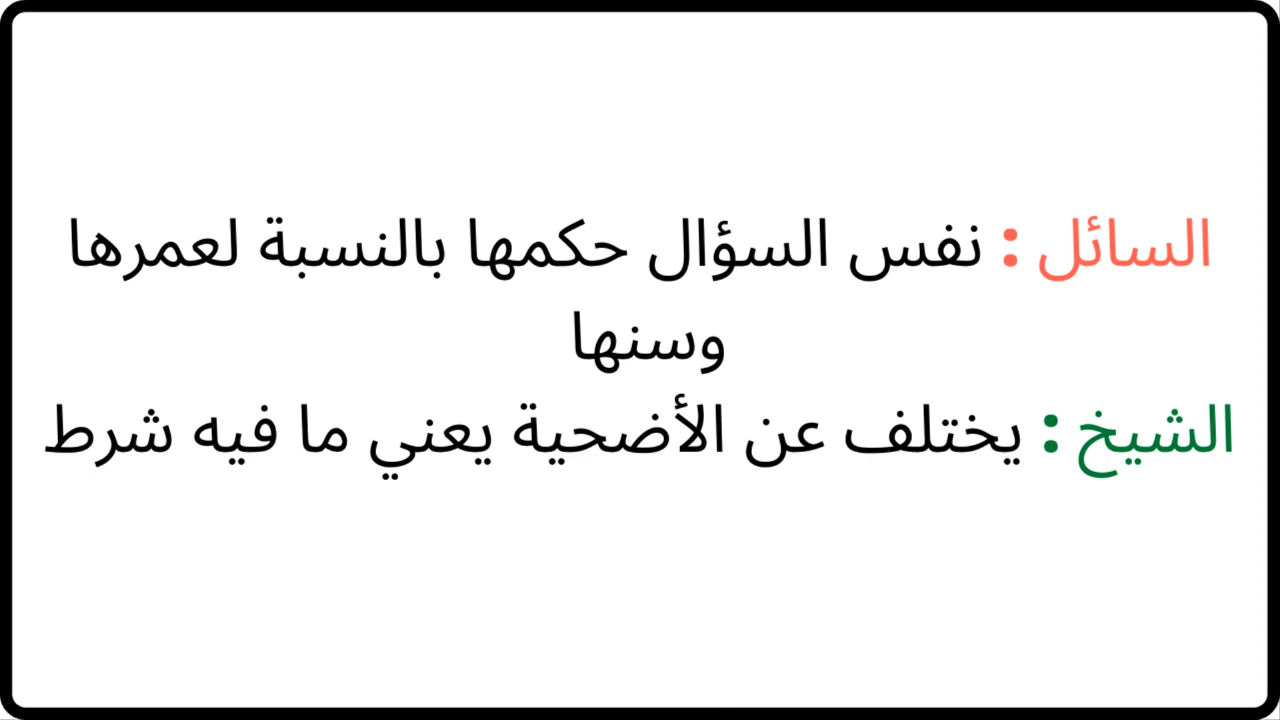 السائل : نفس السؤال حكمها بالنسبة لعمرها
وسنها
الشيخ : يختلف عن الأضحية يعني ما فيه شرط